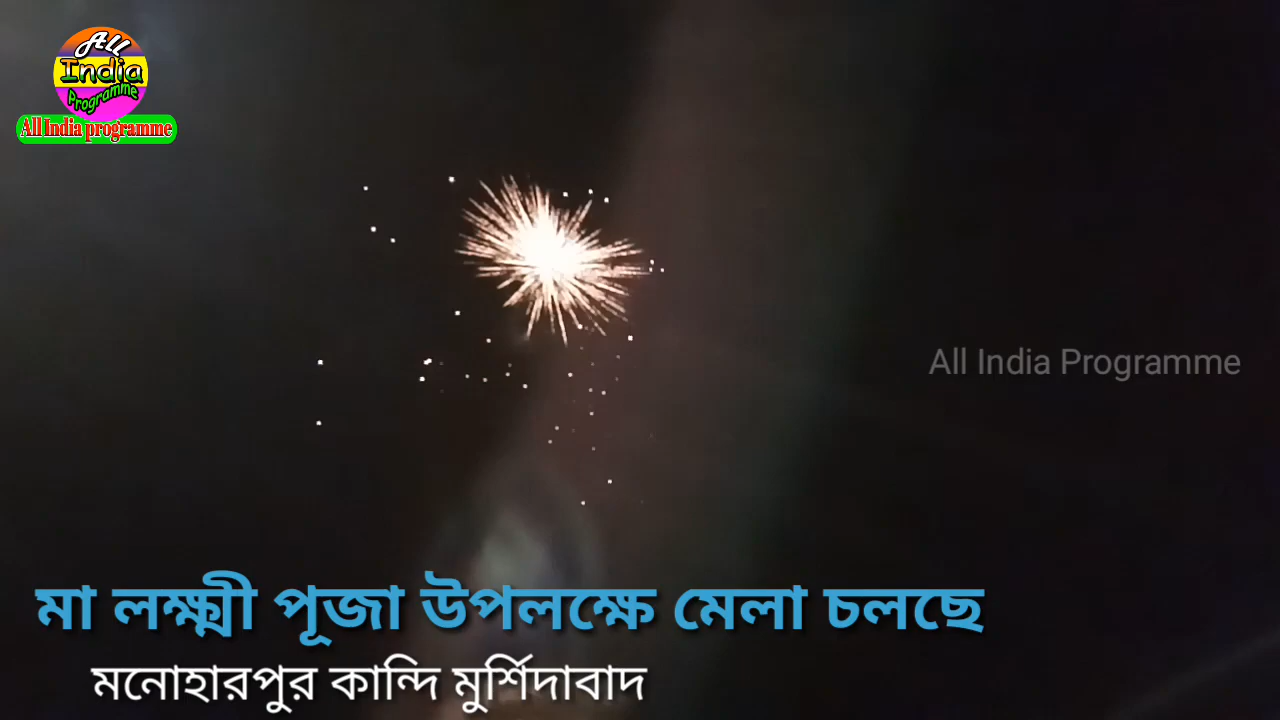 All
India
Programme
All India programme
All India Programme
মা লক্ষ্মী পূজা উপলক্ষে মেলা চলছে
মনোহারপুর কান্দি মুর্শিদাবাদ